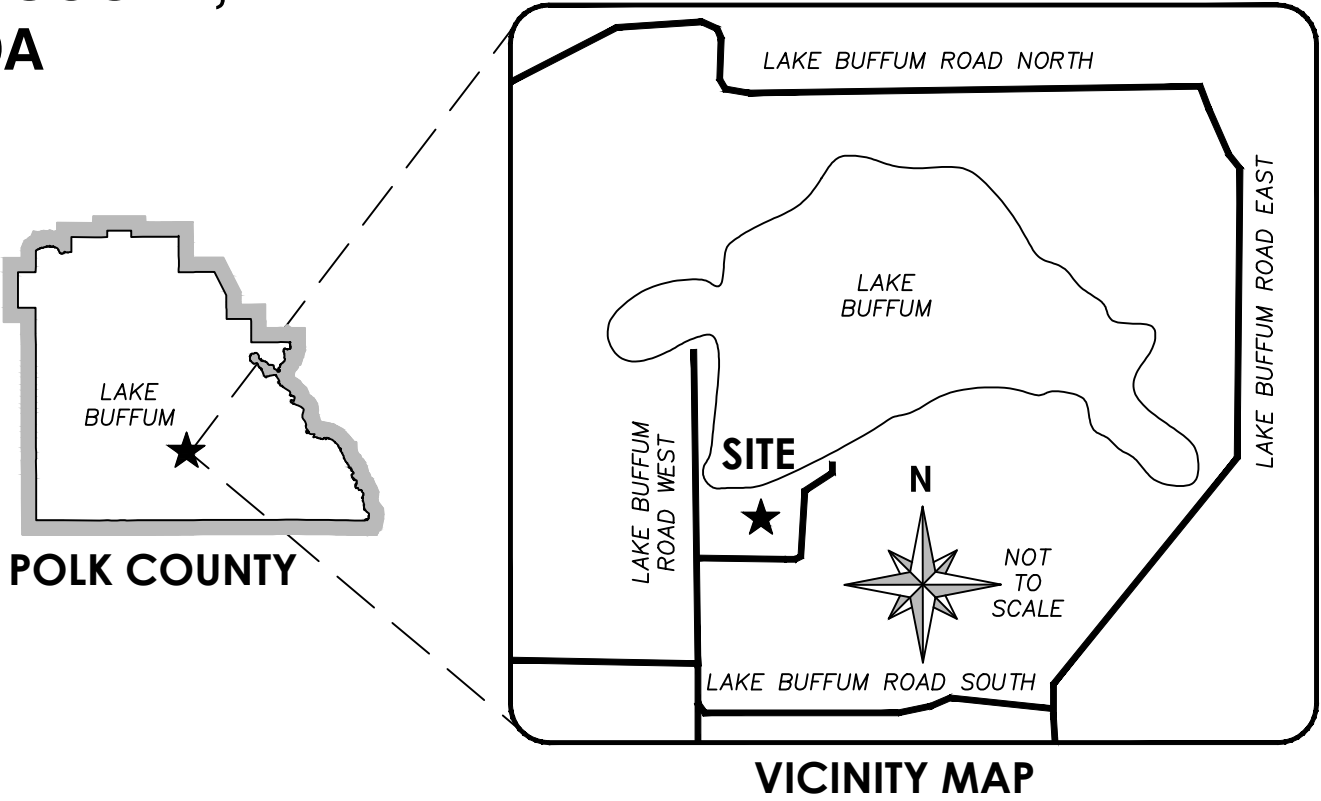 DA
LAKE BUFFUM ROAD NORTH
LAKE BUFFUM ROAD EAST
LAKE
BUFFUM
LAKE
BUFFUM
LAKE BUFFUM
ROAD WEST
SITE
N
NOT
TO
SCALE
POLK COUNTY
LAKE BUFFUM ROAD SOUTH
VICINITY MAP